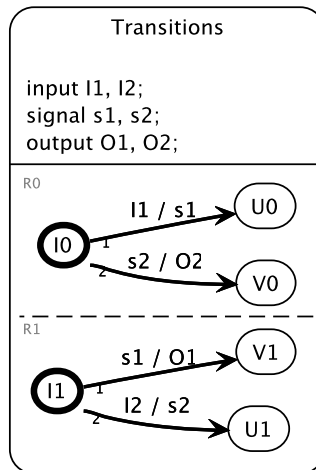 Transitions
input I1, I2;
signal s1, s2;
output O1, O2;
R0
I1 / s1
U0
I0
1
2
s2 / O2
V0
R1
s1 / O1
V1
I1
1
2
I2 / s2
U1